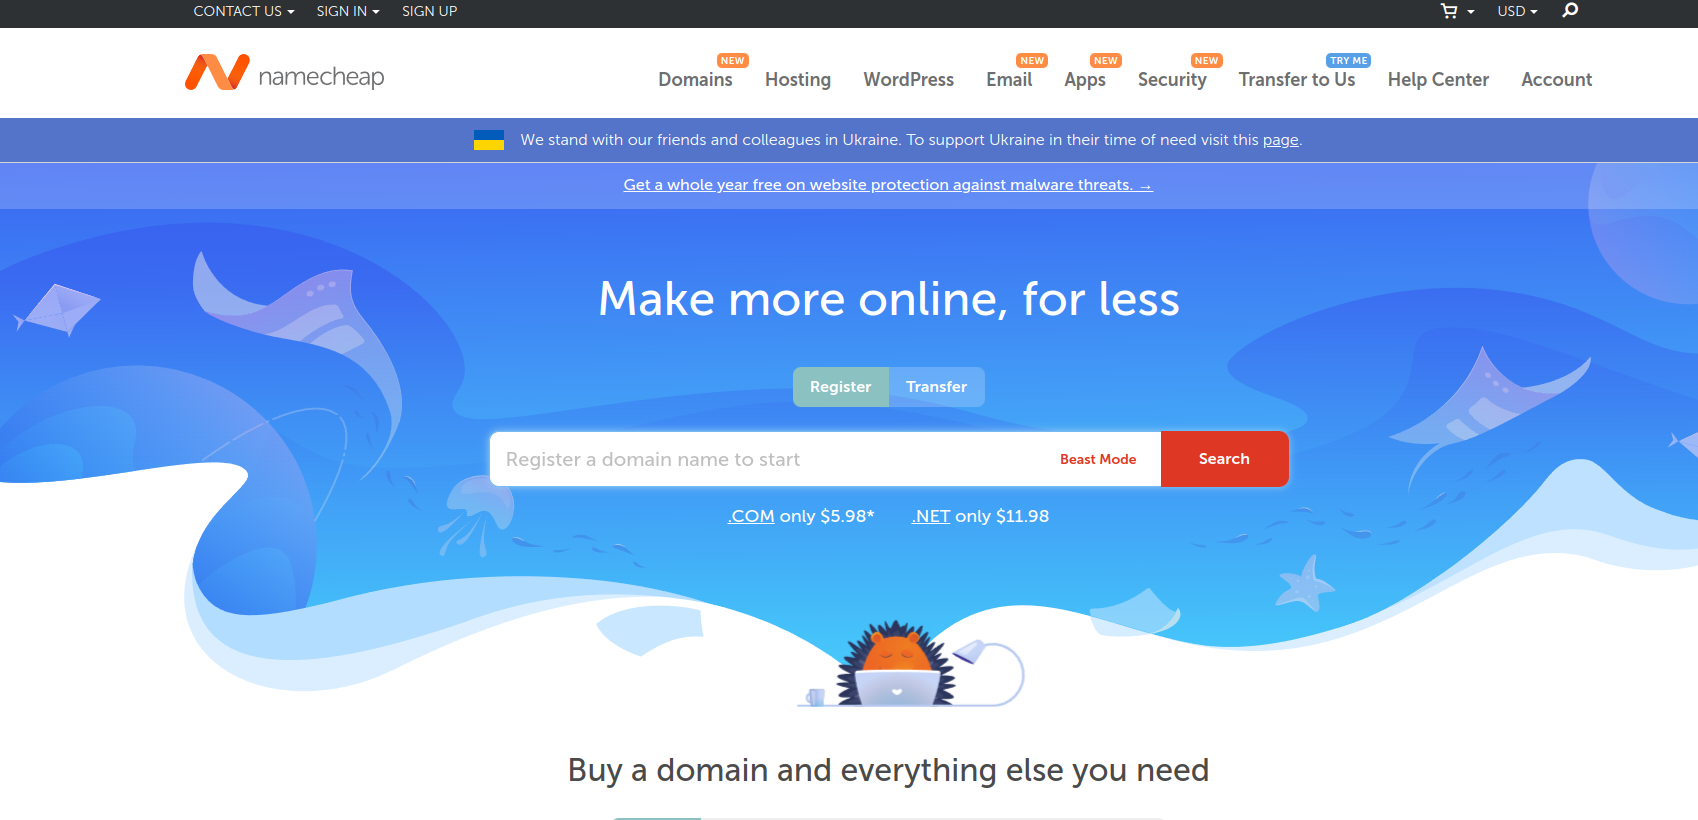 CONTACT US SIGN IN SIGN UP USD
namecheap
NEW NEW NEW NEW TRY ME
Domains Hosting WordPress Email Apps Security Transfer to Us Help Center Account
We stand with our friends and colleagues in Ukraine. To support Ukraine in their time of need visit this page.
Get a whole year free on website protection against malware threats. →
Make more online, for less
Register Transfer
Register a domain name to start Beast Mode Search
.COM only $5.98* .NET only $11.98
Buy a domain and everything else you need